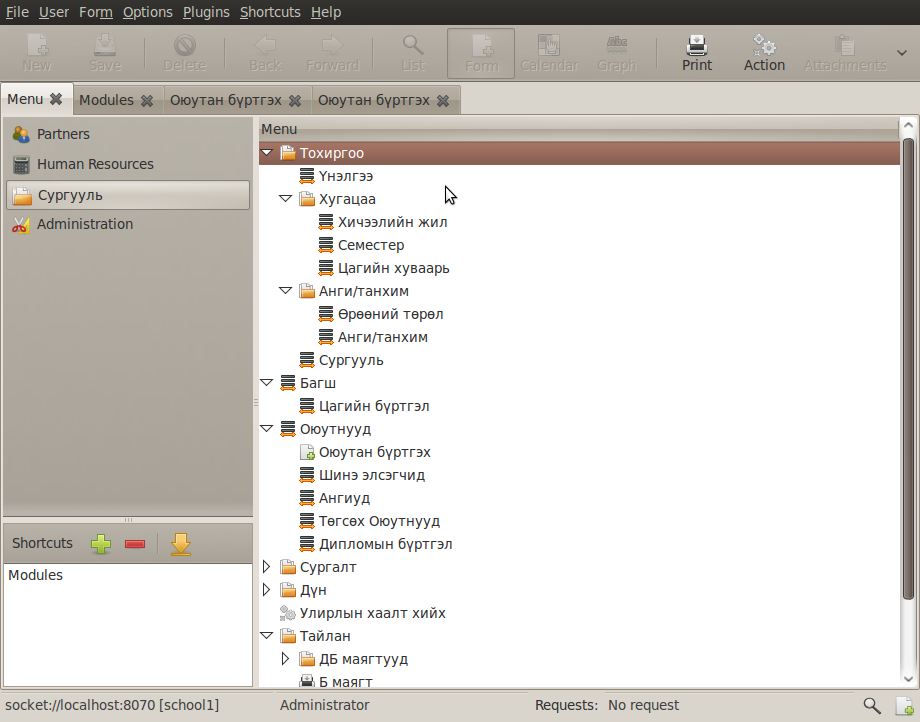 File User Form Options Plugins Shortcuts Help
New Save Delete Back Forward List Form Calendar Graph Print Action Attachments
Menu Modules Оюутан бүртгэх Оюутан бүртгэх
Partners
Human Resources
Сургууль
Administration
Menu
Тохиргоо
Үнэлгээ
Хугацаа
Хичээлийн жил
Семестер
Цагийн хуваарь
Анги/танхим
Өрөөний төрөл
Анги/танхим
Сургууль
Багш
Цагийн бүртгэл
Оюутнууд
Оюутан бүртгэх
Шинэ элсэгчид
Ангиуд
Төгсөх Оюутнууд
Дипломын бүртгэл
Сургалт
Дүн
Улирлын хаалт хийх
Тайлан
ДБ маягтууд
Б маягт
Shortcuts
Modules
socket://localhost:8070 [school1] Administrator Requests: No request